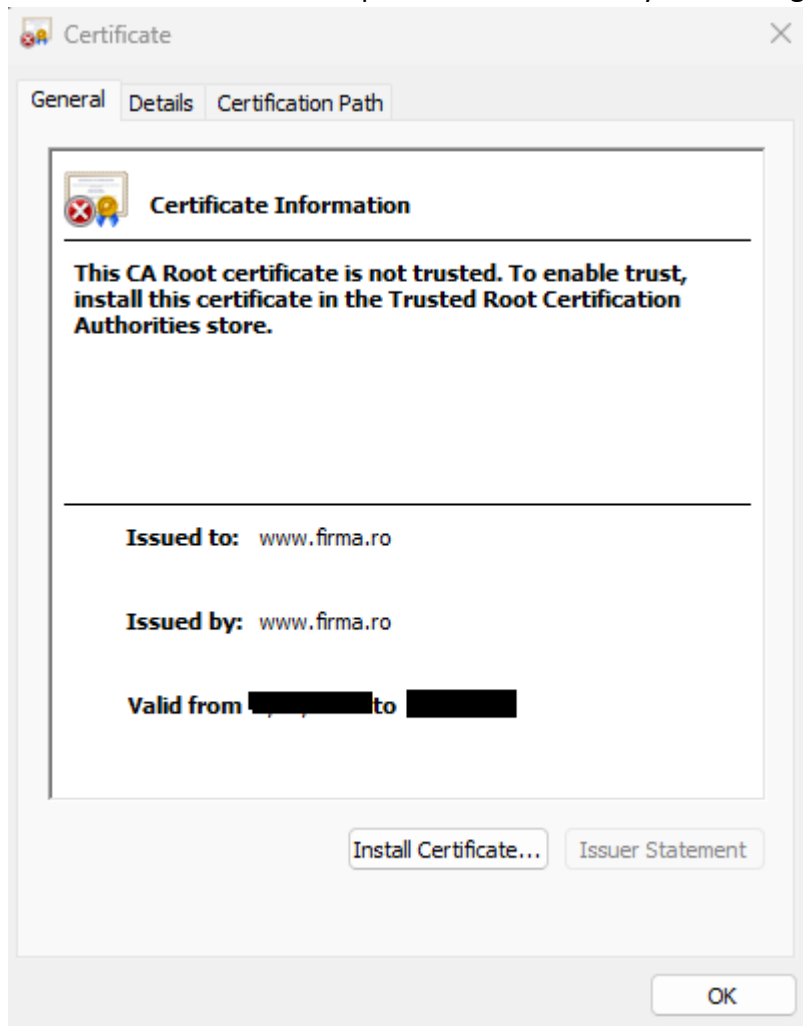 Certificate
General Details Certification Path
Certificate Information
This CA Root certificate is not trusted. To enable trust,
install this certificate in the Trusted Root Certification
Authorities store.
Issued to: www.firma.ro
Issued by: www.firma.ro
Valid from to
Install Certificate... Issuer Statement
OK